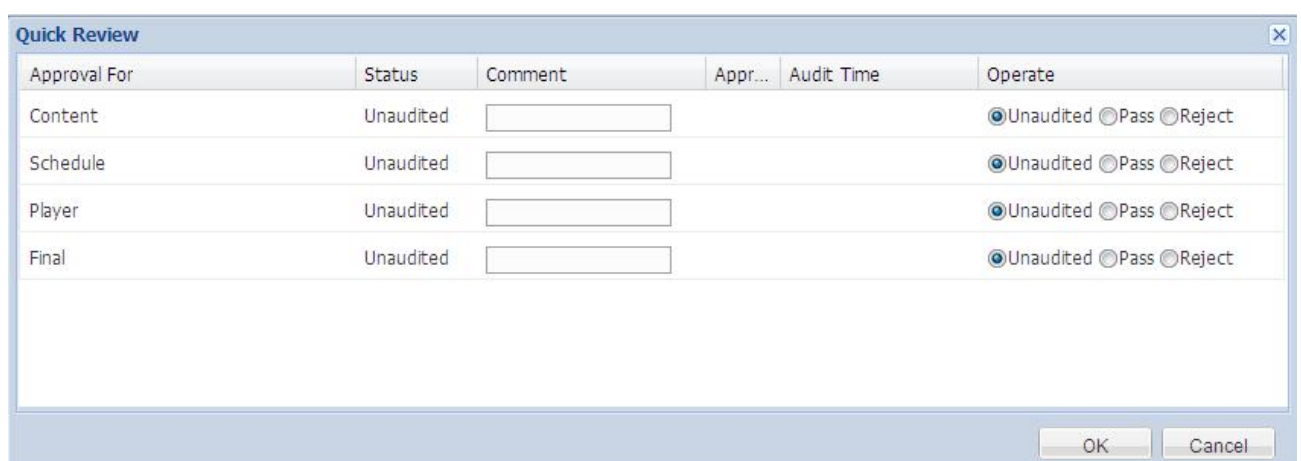 Quick Review
Approval For Status Comment Appr... Audit Time Operate
Content Unaudited Unaudited Pass Reject
Schedule Unaudited Unaudited Pass Reject
Player Unaudited Unaudited Pass Reject
Final Unaudited Unaudited Pass Reject
OK Cancel